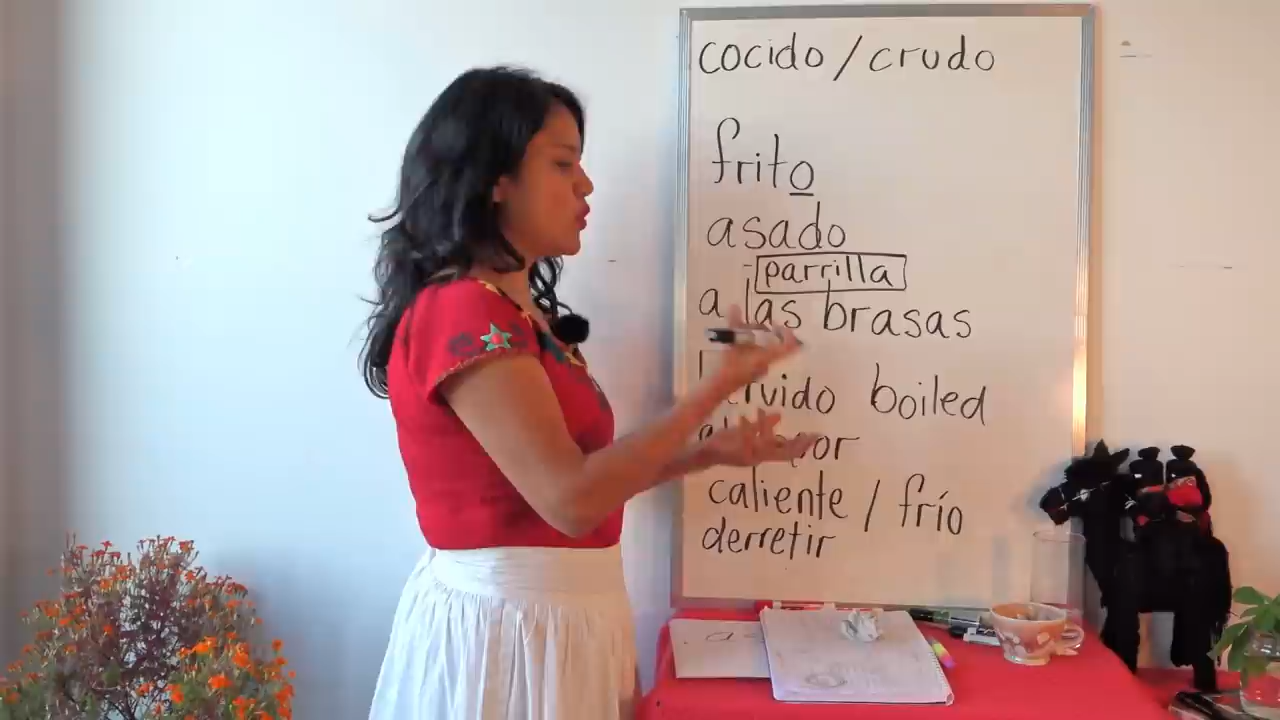 cocido / crudo
frito
asado
- parrilla
a las brasas
boiled
caliente / frío
derretir